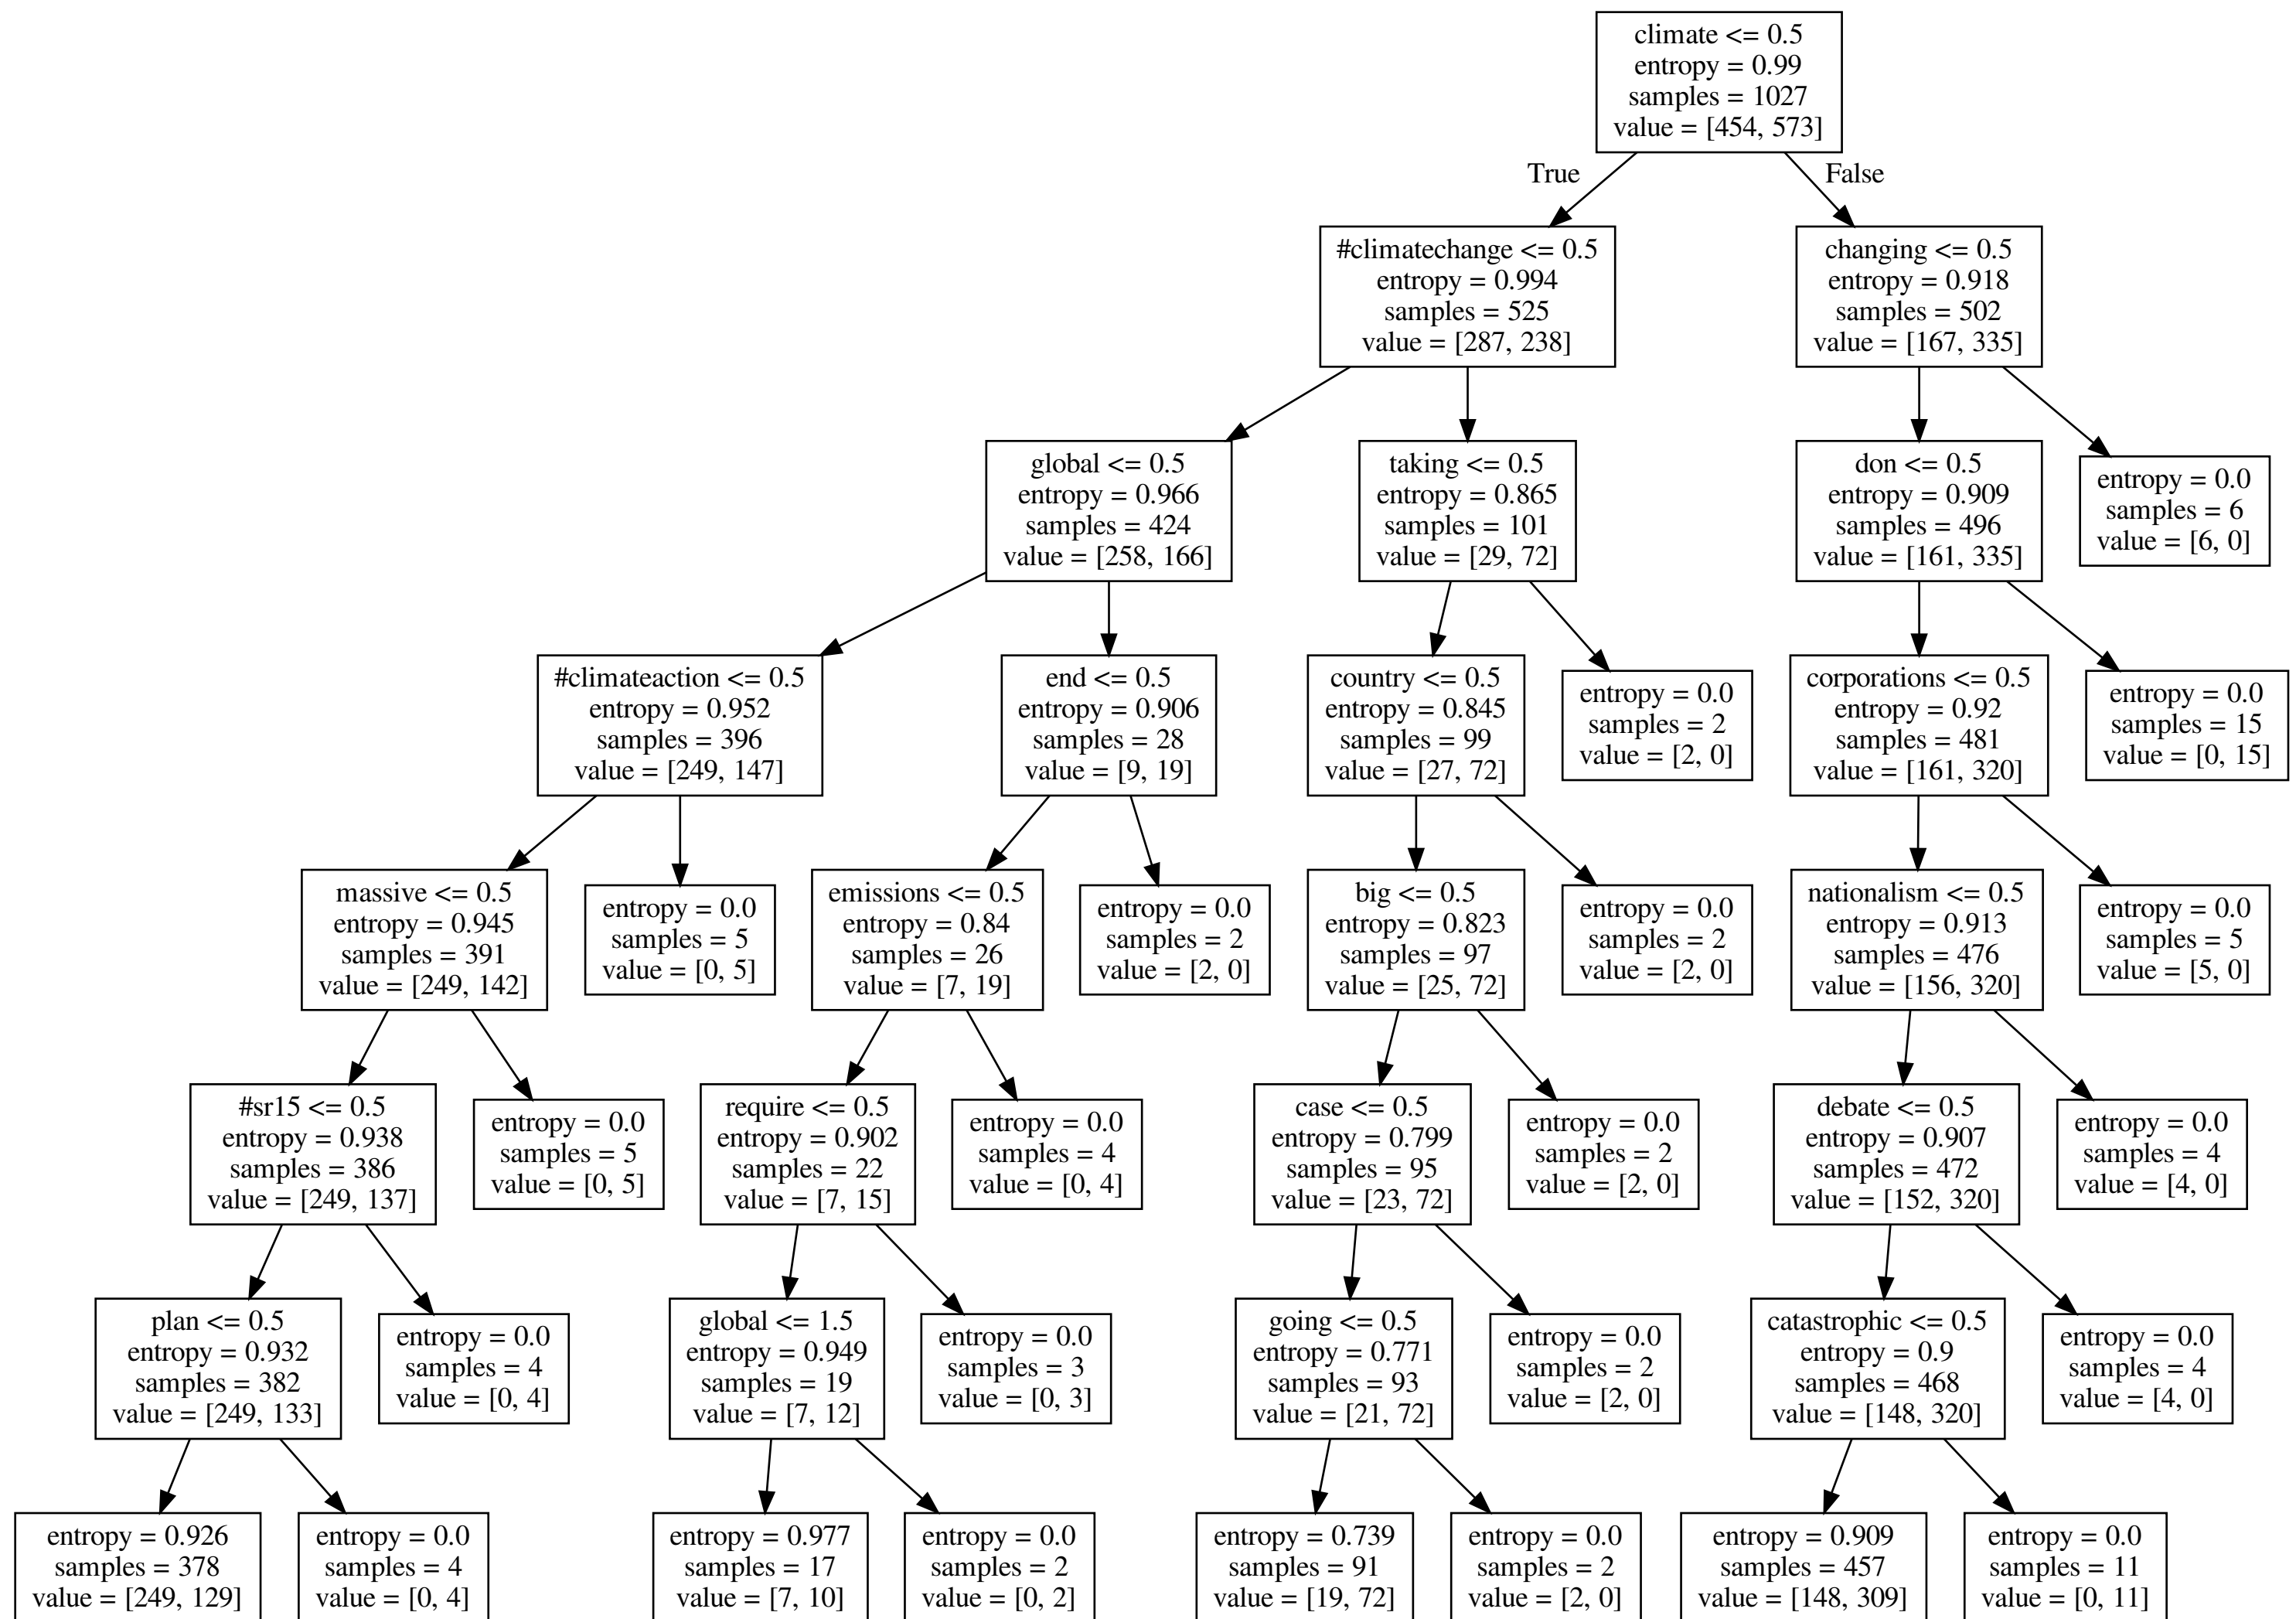 climate <= 0.5
entropy = 0.99
samples = 1027
value = [454, 573]
True
False
#climatechange <= 0.5
entropy = 0.994
samples = 525
value = [287, 238]
changing <= 0.5
entropy = 0.918
samples = 502
value = [167, 335]
global <= 0.5
entropy = 0.966
samples = 424
value = [258, 166]
taking <= 0.5
entropy = 0.865
samples = 101
value = [29, 72]
don <= 0.5
entropy = 0.909
samples = 496
value = [161, 335]
entropy = 0.0
samples = 6
value = [6, 0]
#climateaction <= 0.5
entropy = 0.952
samples = 396
value = [249, 147]
end <= 0.5
entropy = 0.906
samples = 28
value = [9, 19]
country <= 0.5
entropy = 0.845
samples = 99
value = [27, 72]
entropy = 0.0
samples = 2
value = [2, 0]
corporations <= 0.5
entropy = 0.92
samples = 481
value = [161, 320]
entropy = 0.0
samples = 15
value = [0, 15]
massive <= 0.5
entropy = 0.945
samples = 391
value = [249, 142]
entropy = 0.0
samples = 5
value = [0, 5]
emissions <= 0.5
entropy = 0.84
samples = 26
value = [7, 19]
entropy = 0.0
samples = 2
value = [2, 0]
big <= 0.5
entropy = 0.823
samples = 97
value = [25, 72]
entropy = 0.0
samples = 2
value = [2, 0]
nationalism <= 0.5
entropy = 0.913
samples = 476
value = [156, 320]
entropy = 0.0
samples = 5
value = [5, 0]
#sr15 <= 0.5
entropy = 0.938
samples = 386
value = [249, 137]
entropy = 0.0
samples = 5
value = [0, 5]
require <= 0.5
entropy = 0.902
samples = 22
value = [7, 15]
entropy = 0.0
samples = 4
value = [0, 4]
case <= 0.5
entropy = 0.799
samples = 95
value = [23, 72]
entropy = 0.0
samples = 2
value = [2, 0]
debate <= 0.5
entropy = 0.907
samples = 472
value = [152, 320]
entropy = 0.0
samples = 4
value = [4, 0]
plan <= 0.5
entropy = 0.932
samples = 382
value = [249, 133]
entropy = 0.0
samples = 4
value = [0, 4]
global <= 1.5
entropy = 0.949
samples = 19
value = [7, 12]
entropy = 0.0
samples = 3
value = [0, 3]
going <= 0.5
entropy = 0.771
samples = 93
value = [21, 72]
entropy = 0.0
samples = 2
value = [2, 0]
catastrophic <= 0.5
entropy = 0.9
samples = 468
value = [148, 320]
entropy = 0.0
samples = 4
value = [4, 0]
entropy = 0.926
samples = 378
value = [249, 129]
entropy = 0.0
samples = 4
value = [0, 4]
entropy = 0.977
samples = 17
value = [7, 10]
entropy = 0.0
samples = 2
value = [0, 2]
entropy = 0.739
samples = 91
value = [19, 72]
entropy = 0.0
samples = 2
value = [2, 0]
entropy = 0.909
samples = 457
value = [148, 309]
entropy = 0.0
samples = 11
value = [0, 11]